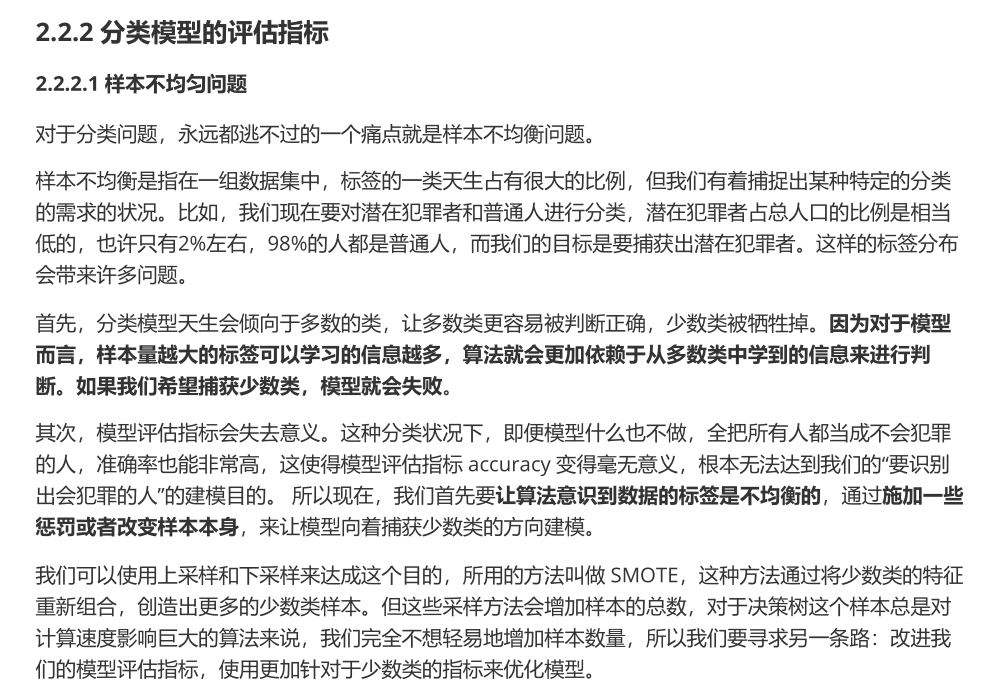 2.2.2 分类模型的评估指标
2.2.2.1 样本不均匀问题
对于分类问题，永远都逃不过的一个痛点就是样本不均衡问题。
样本不均衡是指在一组数据集中，标签的一类天生占有很大的比例，但我们有着捕捉出某种特定的分类
的需求的状况。比如，我们现在要对潜在犯罪者和普通人进行分类，潜在犯罪者占总人口的比例是相当
低的，也许只有2%左右，98%的人都是普通人，而我们的目标是要捕获出潜在犯罪者。这样的标签分布
会带来许多问题。
首先，分类模型天生会倾向于多数的类，让多数类更容易被判断正确，少数类被牺牲掉。因为对于模型
而言，样本量越大的标签可以学习的信息越多，算法就会更加依赖于从多数类中学到的信息来进行判
断。如果我们希望捕获少数类，模型就会失败。
其次，模型评估指标会失去意义。这种分类状况下，即便模型什么也不做，全把所有人都当成不会犯罪
的人，准确率也能非常高，这使得模型评估指标 accuracy 变得毫无意义，根本无法达到我们的“要识别
出会犯罪的人”的建模目的。 所以现在，我们首先要让算法意识到数据的标签是不均衡的，通过施加一些
惩罚或者改变样本本身，来让模型向着捕获少数类的方向建模。
我们可以使用上采样和下采样来达成这个目的，所用的方法叫做 SMOTE，这种方法通过将少数类的特征
重新组合，创造出更多的少数类样本。但这些采样方法会增加样本的总数，对于决策树这个样本总是对
计算速度影响巨大的算法来说，我们完全不想轻易地增加样本数量，所以我们要寻求另一条路：改进我
们的模型评估指标，使用更加针对于少数类的指标来优化模型。